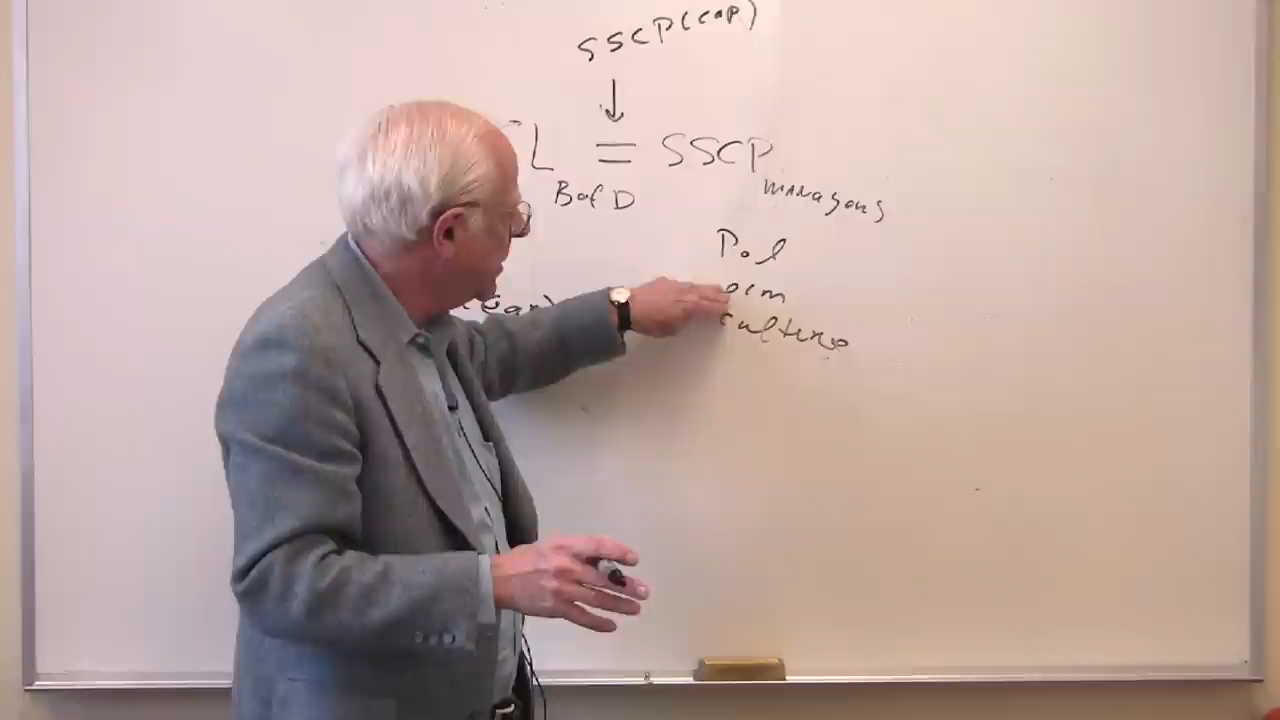 SSCP(cap)
↓
L = SSCP
B of D
managers
Pol
culture